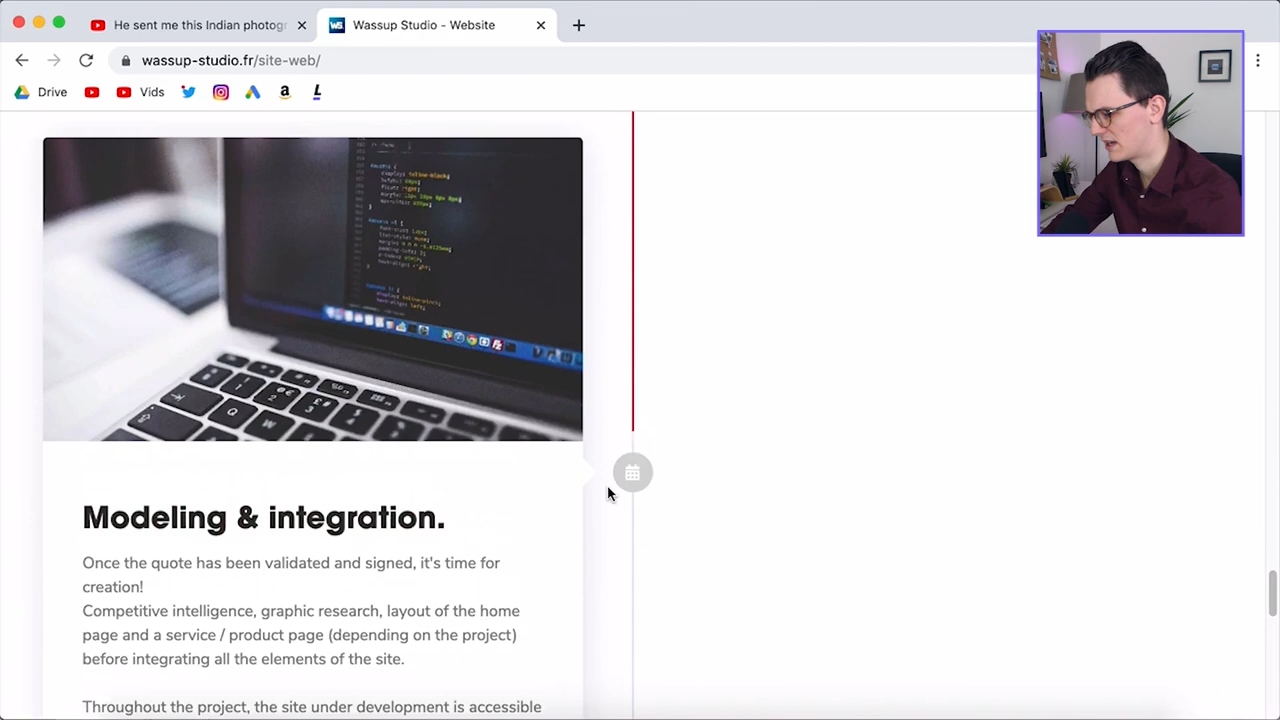 He sent me this Indian photogr
Wassup Studio - Website
wassup-studio.fr/site-web/
Drive
Vids
Modeling & integration.
Once the quote has been validated and signed, it's time for
creation!
Competitive intelligence, graphic research, layout of the home
page and a service / product page (depending on the project)
before integrating all the elements of the site.
Throughout the project, the site under development is accessible